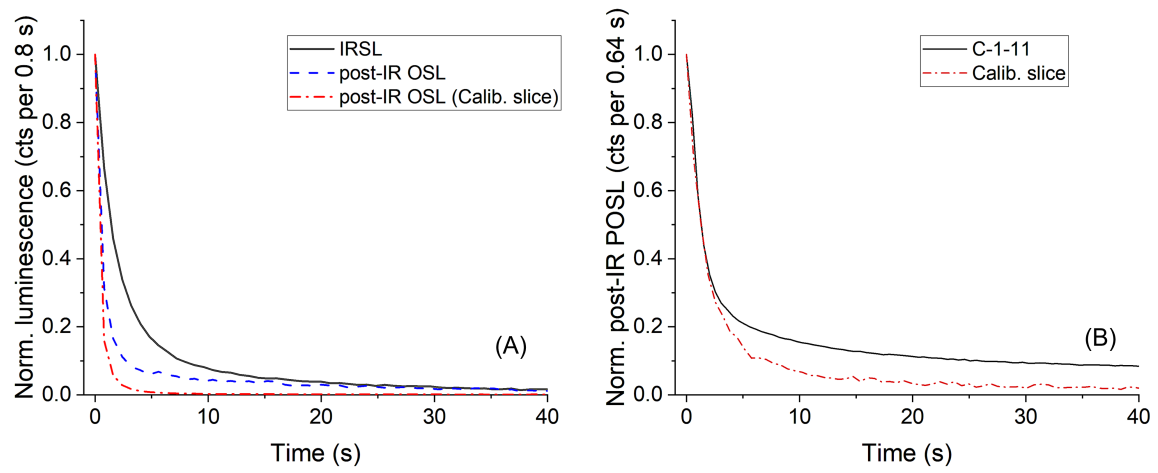 Norm. luminescence (cts per 0.8 s)
1.0
0.8
0.6
0.4
0.2
0.0
IRSL
post-IR OSL
post-IR OSL (Calib. slice)
(A)
0 10 20 30 40
Time (s)
Norm. post-IR POSL (cts per 0.64 s)
1.0
0.8
0.6
0.4
0.2
0.0
C-1-11
Calib. slice
(B)
0 10 20 30 40
Time (s)